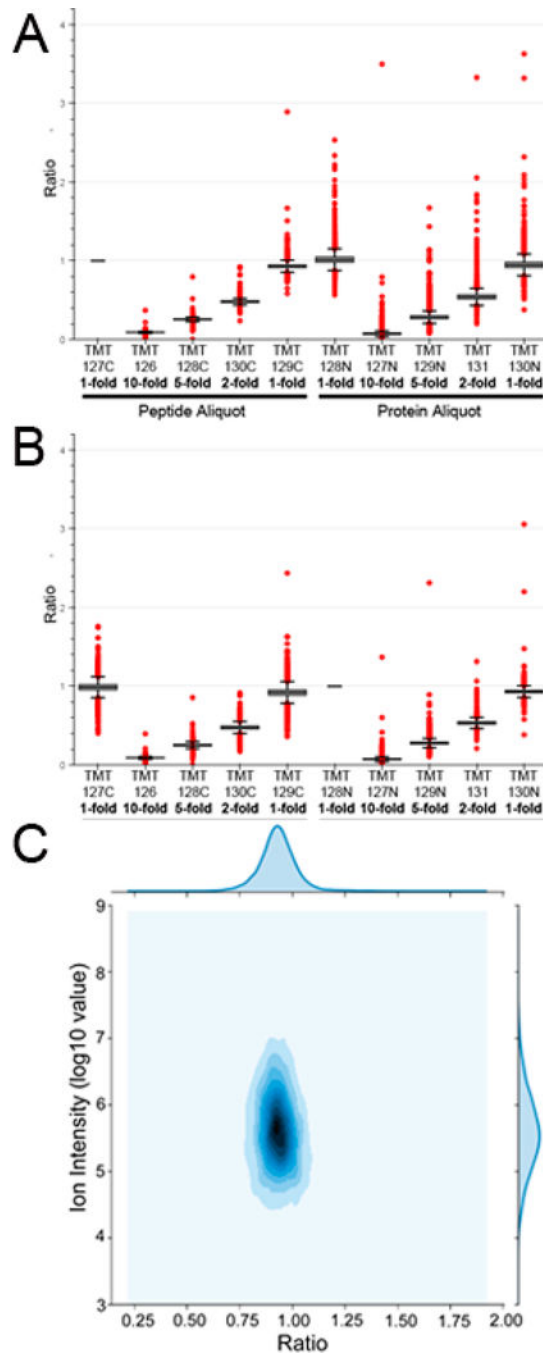 A
4
3
2
1
0
Ratio
TMT TMT TMT TMT TMT TMT TMT TMT TMT TMT
127C 126 128C 130C 129C 128N 127N 129N 131 130N
1-fold 10-fold 5-fold 2-fold 1-fold 1-fold 10-fold 5-fold 2-fold 1-fold
Peptide Aliquot Protein Aliquot
B
4
3
2
1
0
Ratio
TMT TMT TMT TMT TMT TMT TMT TMT TMT TMT
127C 126 128C 130C 129C 128N 127N 129N 131 130N
1-fold 10-fold 5-fold 2-fold 1-fold 1-fold 10-fold 5-fold 2-fold 1-fold
C
9
8
7
6
5
4
3
Ion Intensity (log10 value)
0.25 0.75 1.00 1.25 1.50 1.75 2.00
Ratio